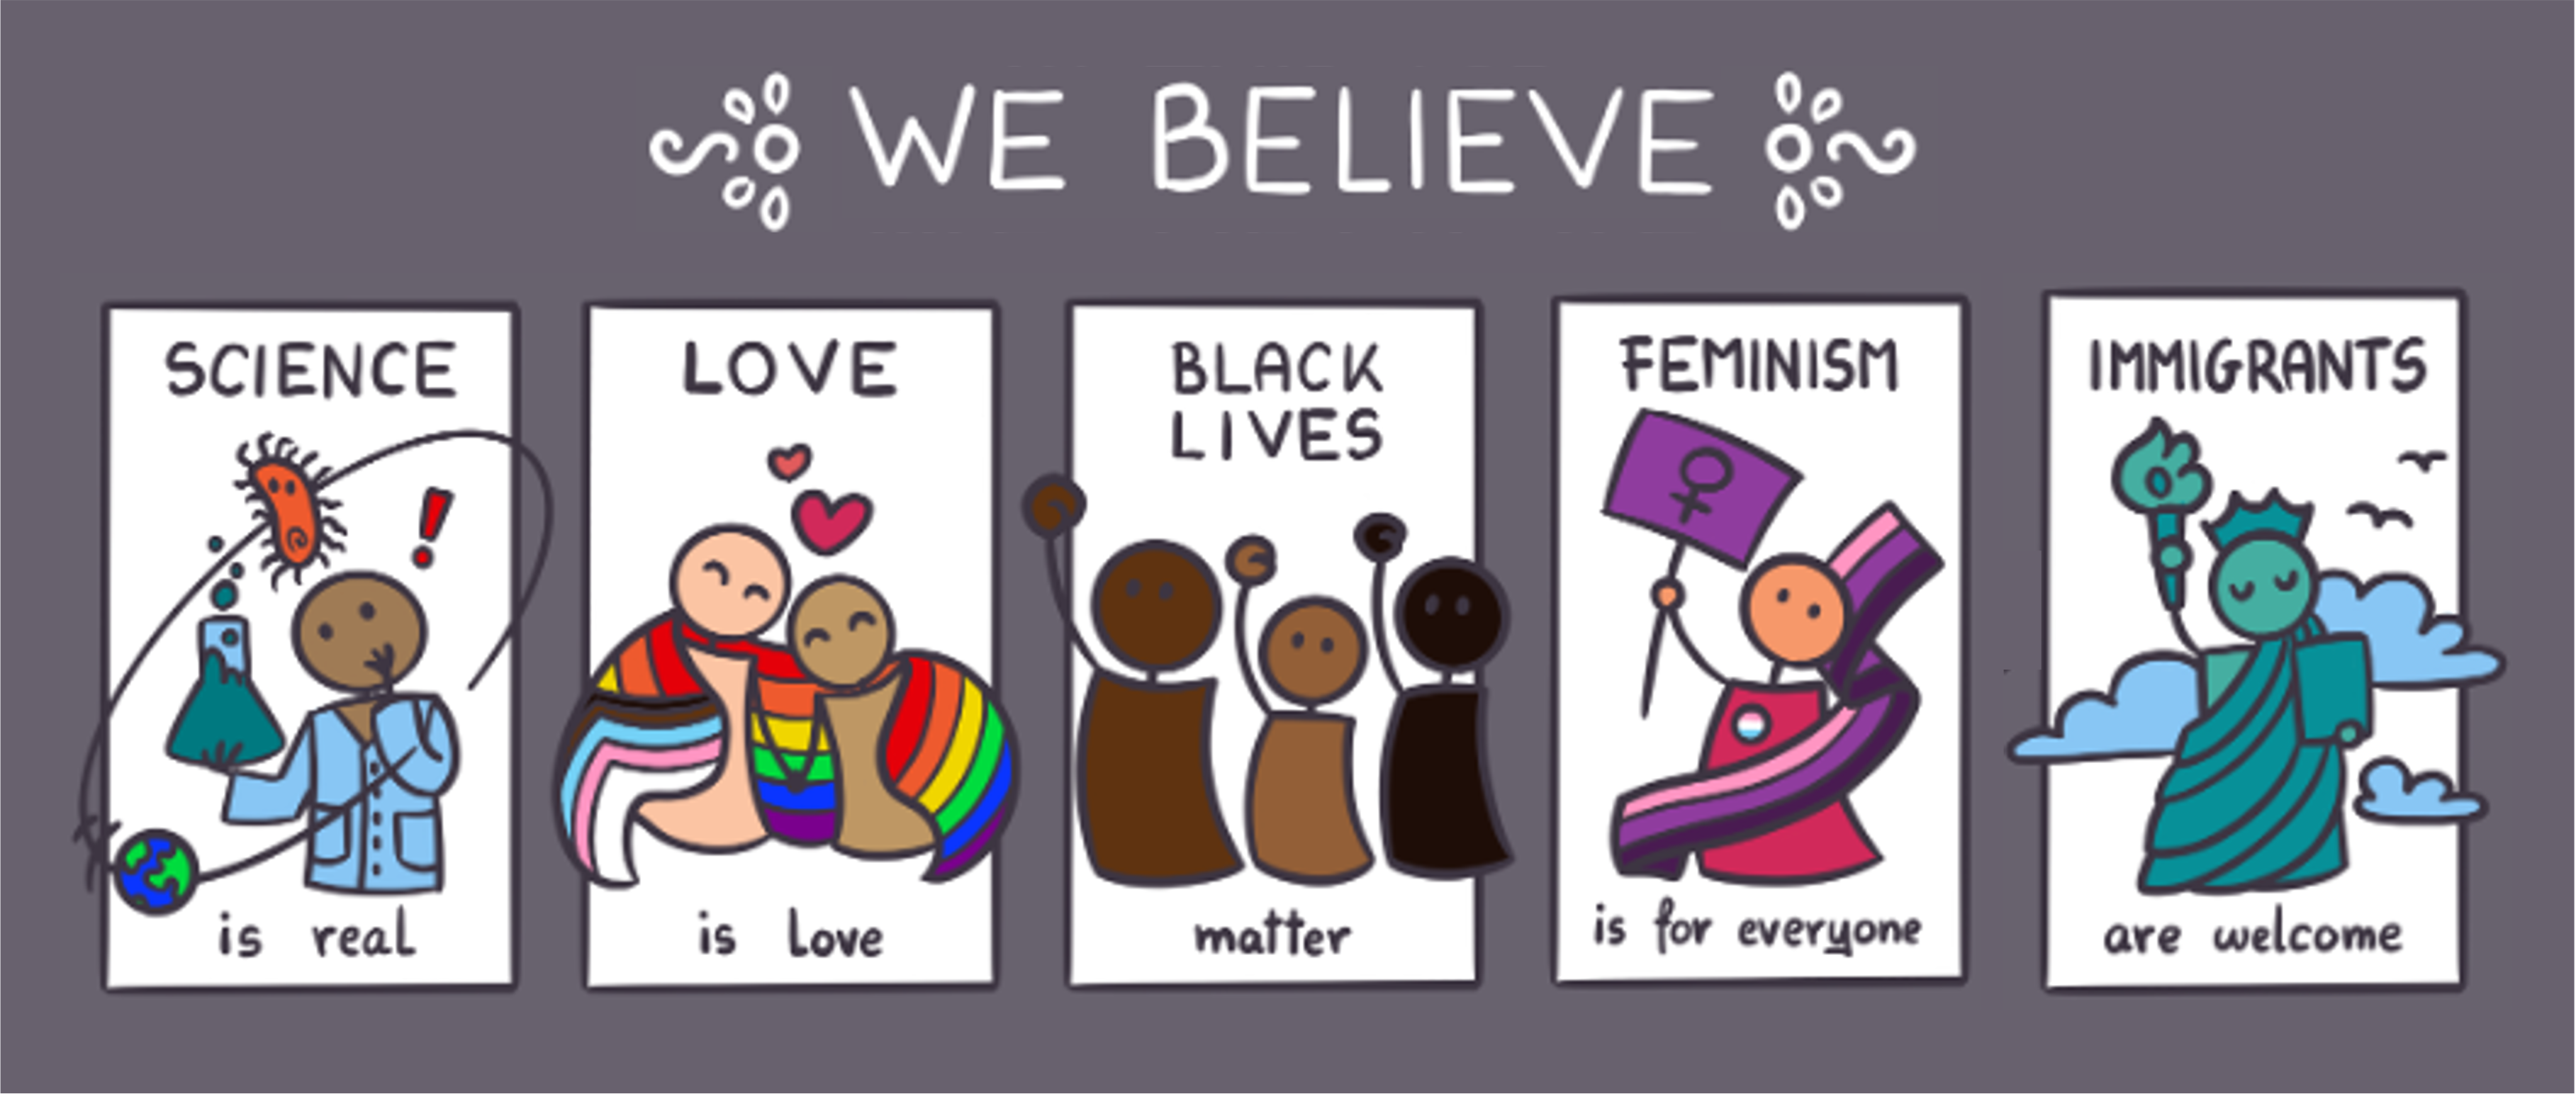 WE BELIEVE
SCIENCE
is real
LOVE
is love
BLACK
LIVES
matter
FEMINISM
is for everyone
IMMIGRANTS
are welcome